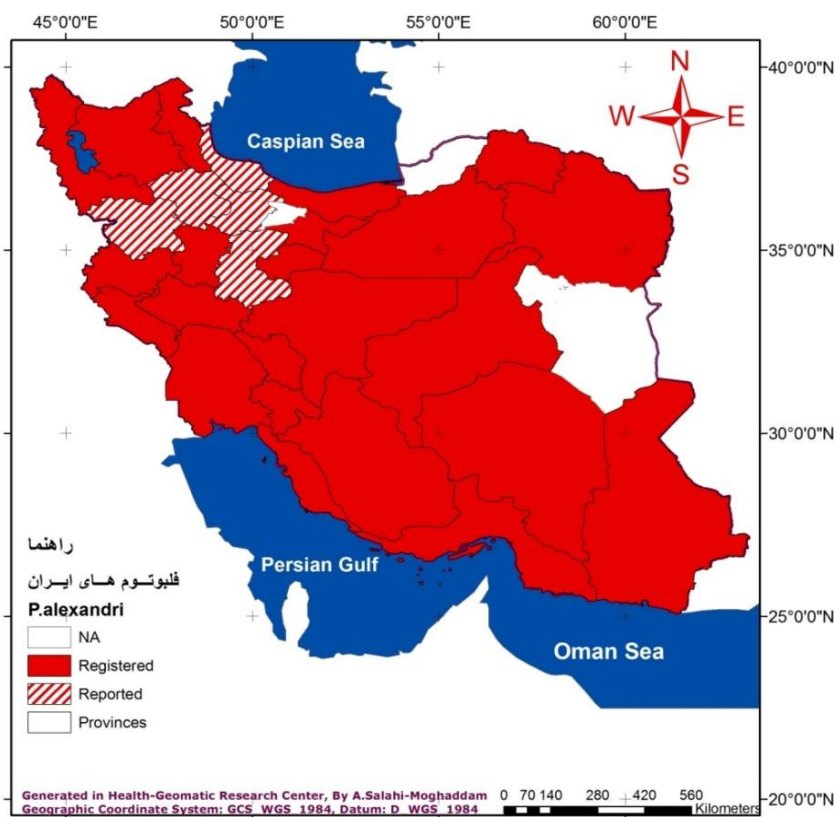 45°0'0"E 50°0'0"E 55°0'0"E 60°0'0"E
N
W E
S
40°0'0"N
35°0'0"N
30°0'0"N
25°0'0"N
20°0'0"N
Caspian Sea
Persian Gulf
Oman Sea
راهنما
فلبوتوم های ایران
P.alexandri
NA
Registered
Reported
Provinces
Generated in Health-Geomatic Research Center, By A.Salahi-Moghaddam
Geographic Coordinate System: GCS_WGS_1984, Datum: D_WGS_1984
0 70 140 280 420 560
Kilometers